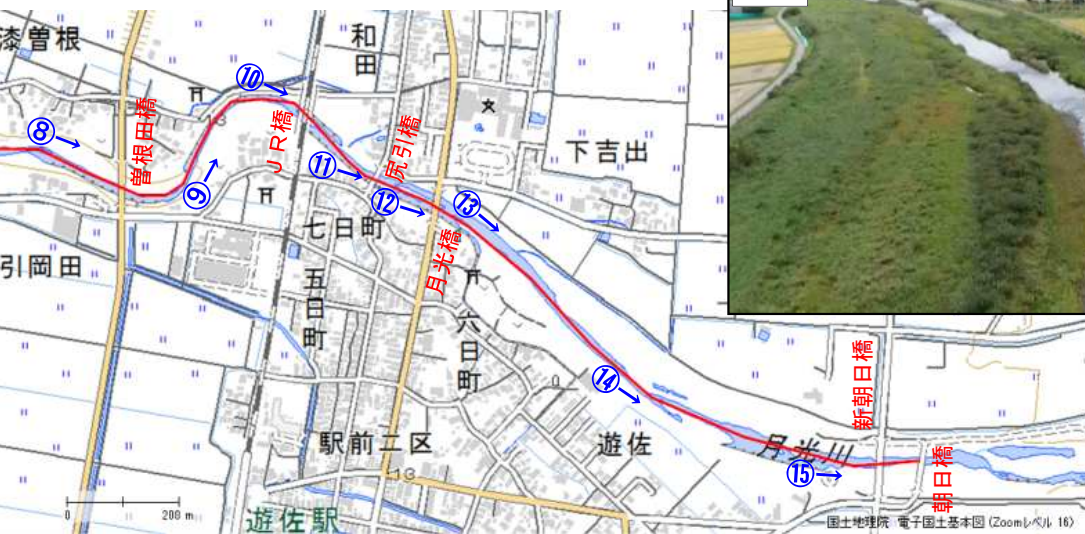 漆曽根
和田
⑩
⑧
曽根田橋
JR橋
尻引橋
⑨
⑪
下吉出
⑫
⑬
七日町
月光橋
引岡田
五日町
六日町
新朝日橋
⑭
駅前二区
遊佐
月光川
⑮
朝日橋
0 200 m
遊佐駅
国土地理院 電子国土基本図 (Zoomレベル 16)